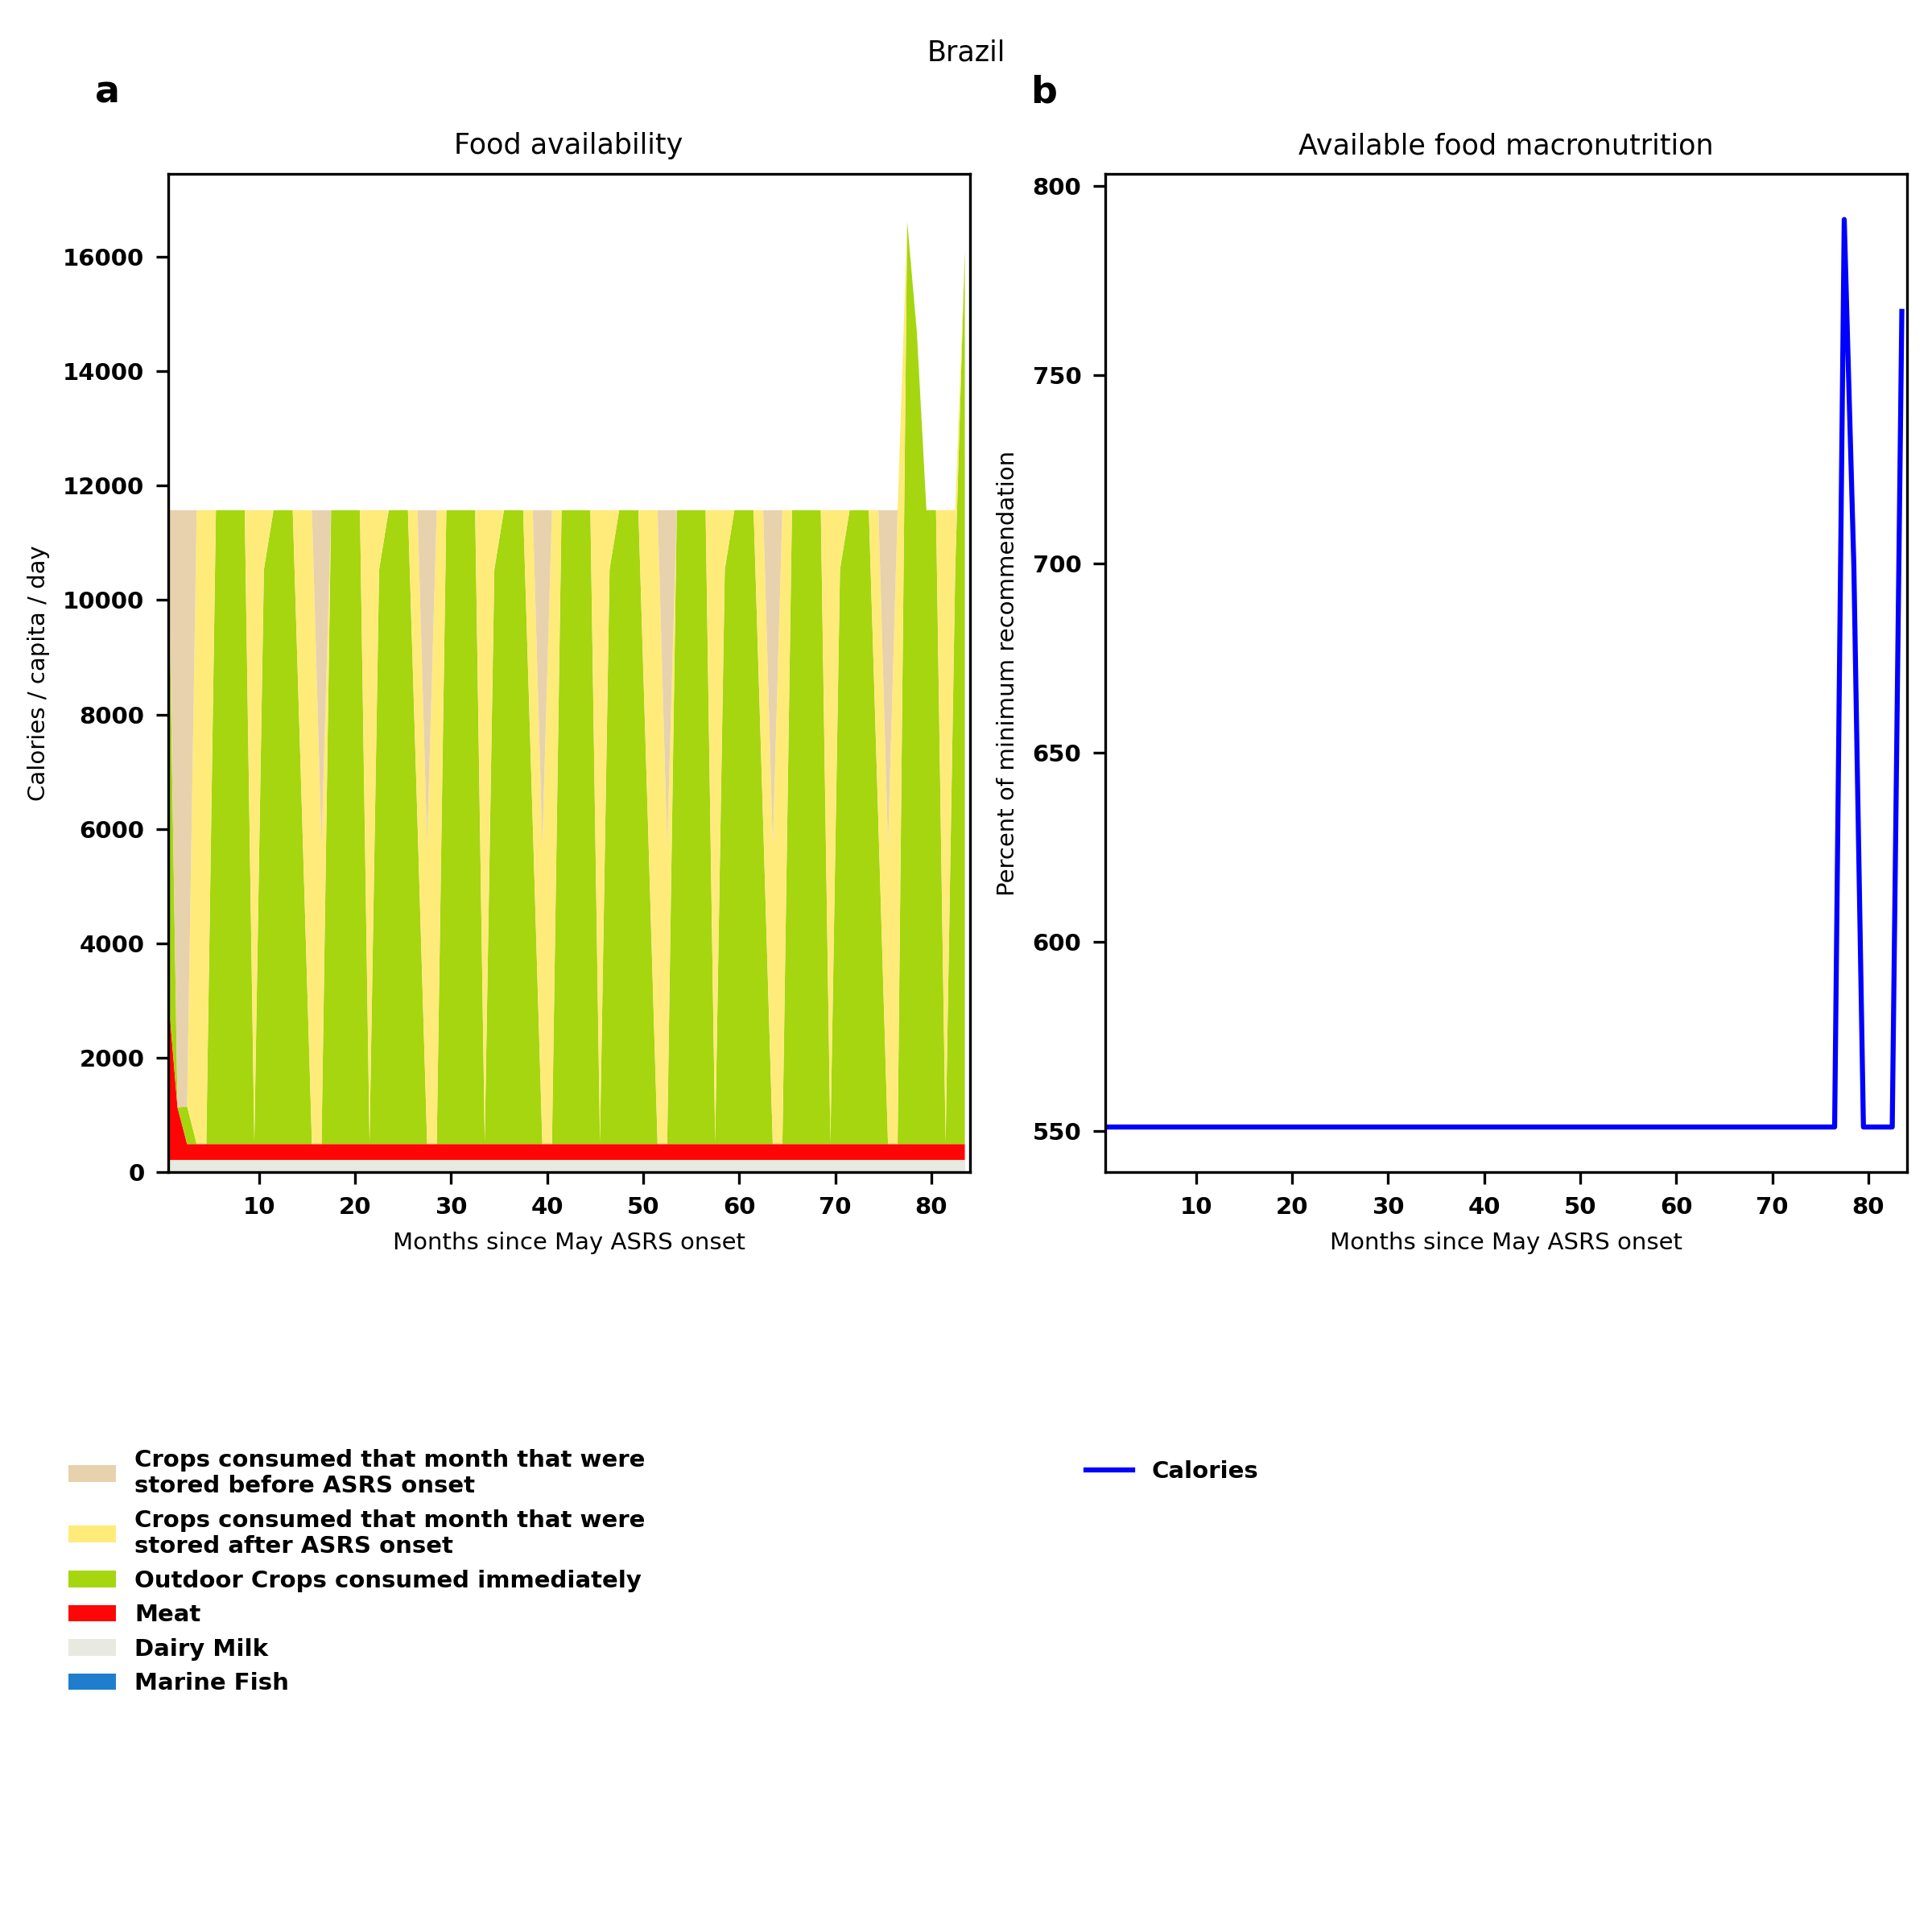 Brazil
a
b
Food availability
Available food macronutrition
Calories / capita / day
16000
14000
12000
10000
8000
6000
4000
2000
0
10 20 30 40 50 60 70 80
Months since May ASRS onset
Percent of minimum recommendation
800
750
700
650
600
550
10 20 30 40 50 60 70 80
Months since May ASRS onset
Crops consumed that month that were
stored before ASRS onset
Crops consumed that month that were
stored after ASRS onset
Outdoor Crops consumed immediately
Meat
Dairy Milk
Marine Fish
Calories